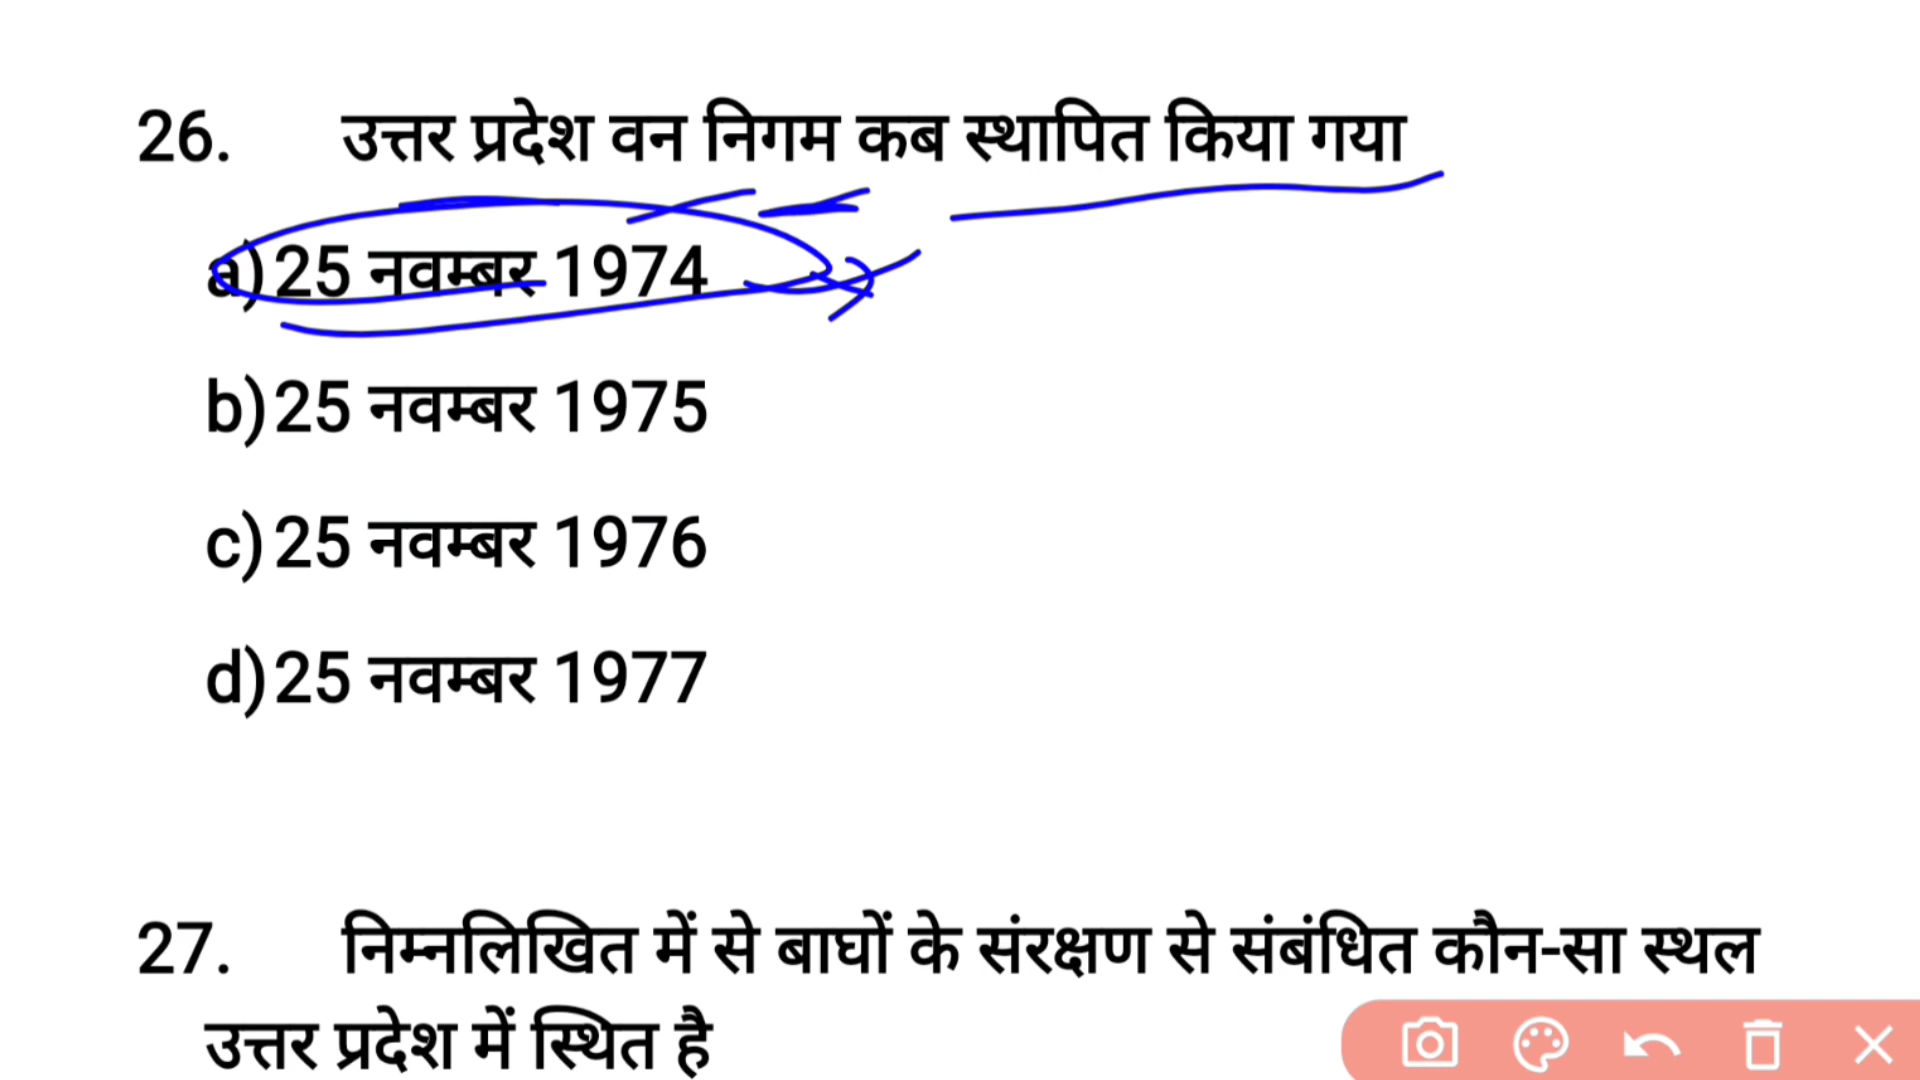 26. उत्तर प्रदेश वन निगम कब स्थापित किया गया
a) 25 नवम्बर 1974
b) 25 नवम्बर 1975
c) 25 नवम्बर 1976
d) 25 नवम्बर 1977
27. निम्नलिखित में से बाघों के संरक्षण से संबंधित कौन-सा स्थल
उत्तर प्रदेश में स्थित है